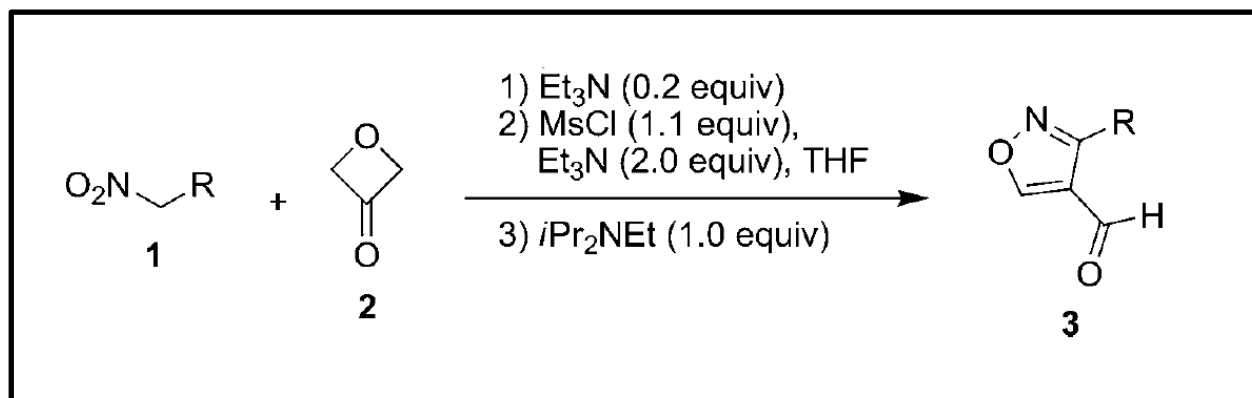 1) Et₃N (0.2 equiv)
2) MsCl (1.1 equiv),
Et₃N (2.0 equiv), THF
3) iPr₂NEt (1.0 equiv)
O₂N R
1
+
O
O
2
O N R
H
O
3